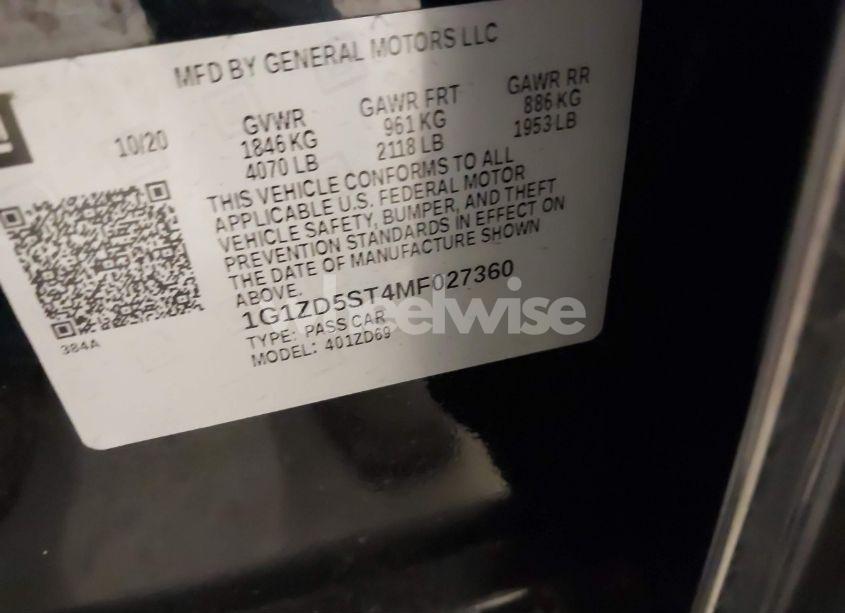 MFD BY GENERAL MOTORS LLC
10/20
GVWR
1846 KG
4070 LB
GAWR FRT
961 KG
2118 LB
GAWR RR
886 KG
1953 LB
THIS VEHICLE CONFORMS TO ALL
APPLICABLE U.S. FEDERAL MOTOR
VEHICLE SAFETY, BUMPER, AND THEFT
PREVENTION STANDARDS IN EFFECT ON
THE DATE OF MANUFACTURE SHOWN
ABOVE.
1G1ZD5ST4MF027360
TYPE: PASS CAR
MODEL: 401ZD69
384A
Wheelwise